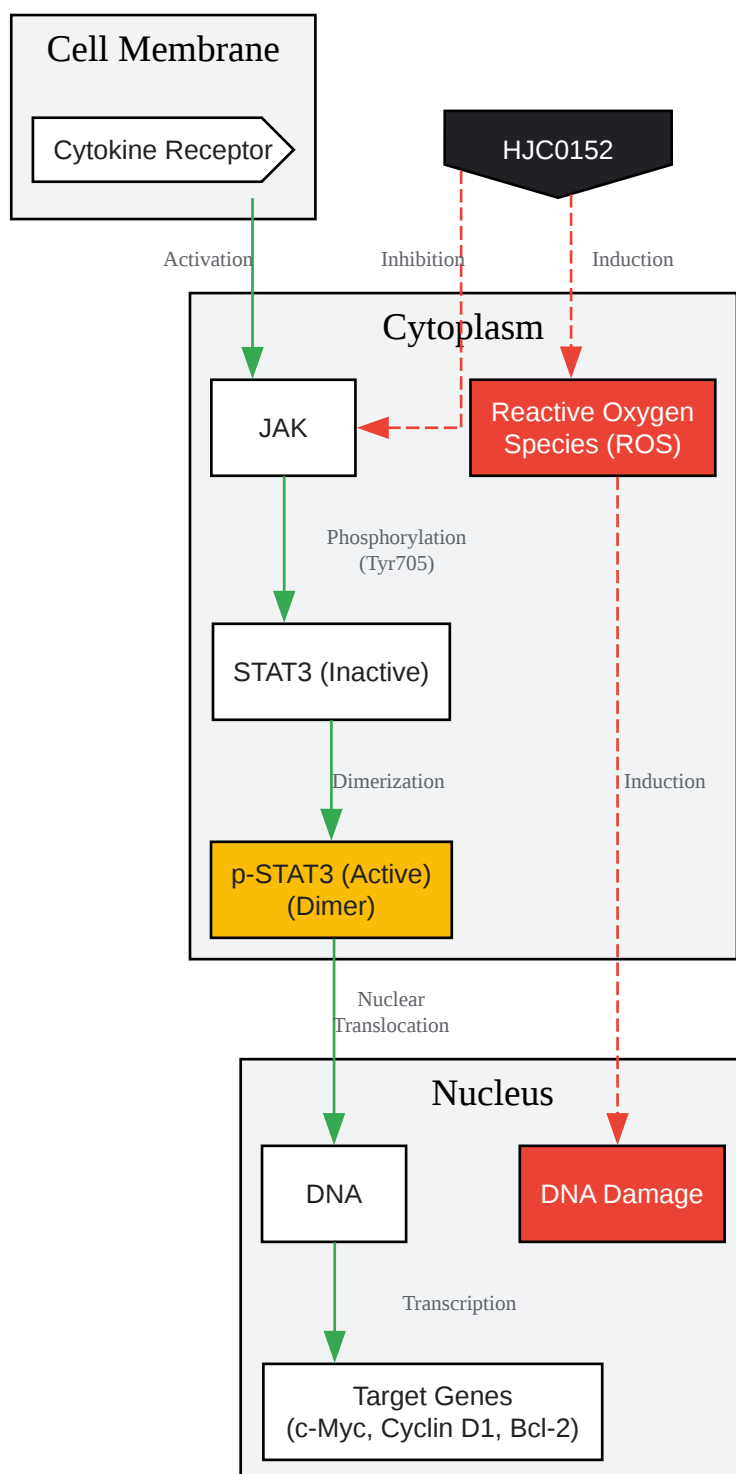 Cell Membrane
Cytokine Receptor
HJC0152
Activation
Inhibition
Induction
Cytoplasm
JAK
Reactive Oxygen
Species (ROS)
Phosphorylation
(Tyr705)
STAT3 (Inactive)
Dimerization
Induction
p-STAT3 (Active)
(Dimer)
Nuclear
Translocation
Nucleus
DNA
DNA Damage
Transcription
Target Genes
(c-Myc, Cyclin D1, Bcl-2)